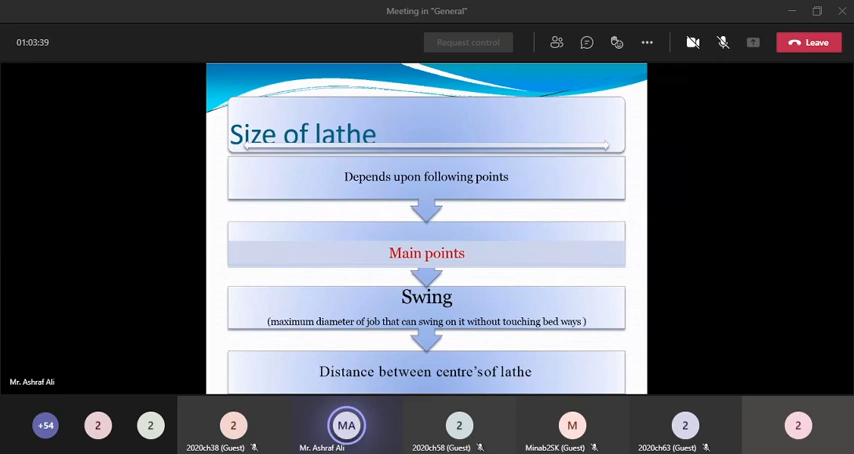 Meeting in "General"
01:03:39
Request control
Leave
Size of lathe
Depends upon following points
Main points
Swing
(maximum diameter of job that can swing on it without touching bed ways )
Distance between centre'sof lathe
Mr. Ashraf Ali
+54
2
2
2
MA
2
M
2
2
2020ch38 (Guest)
Mr. Ashraf Ali
2020ch58 (Guest)
Minab2SK (Guest)
2020ch63 (Guest)